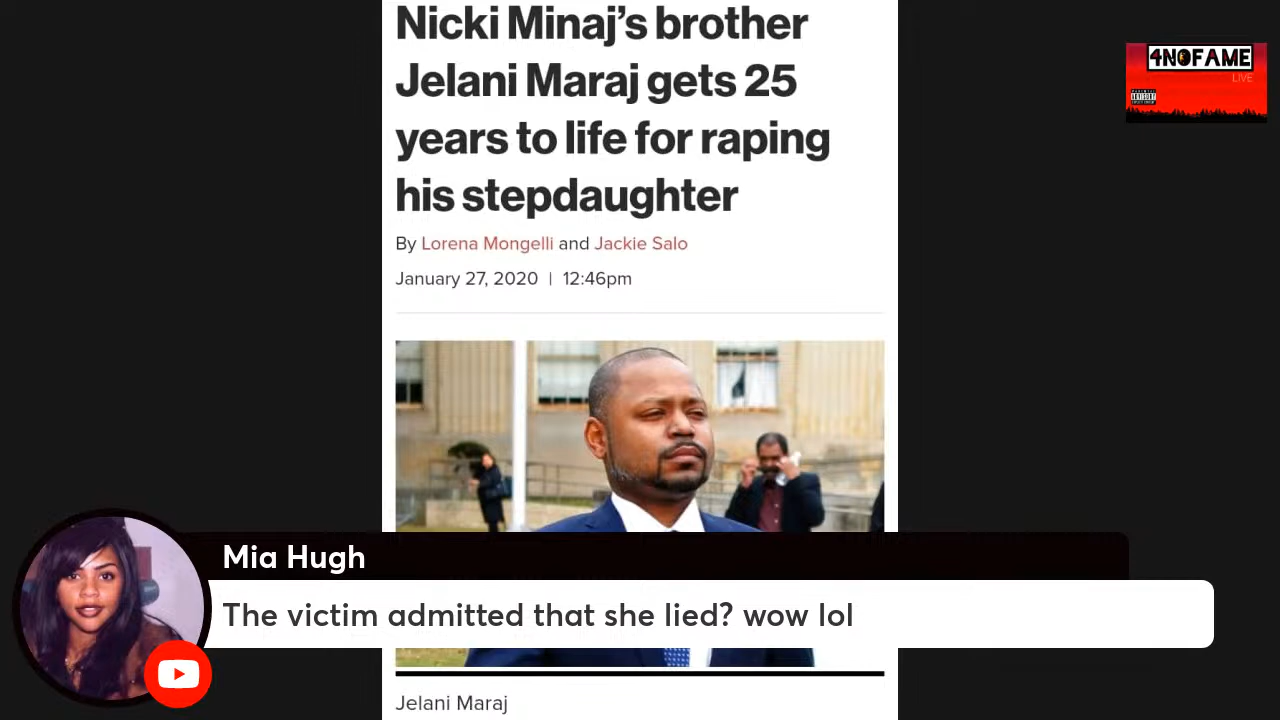 Nicki Minaj’s brother
Jelani Maraj gets 25
years to life for raping
his stepdaughter
By Lorena Mongelli and Jackie Salo
January 27, 2020 | 12:46pm
4NOFAME
LIVE
Mia Hugh
The victim admitted that she lied? wow lol
Jelani Maraj